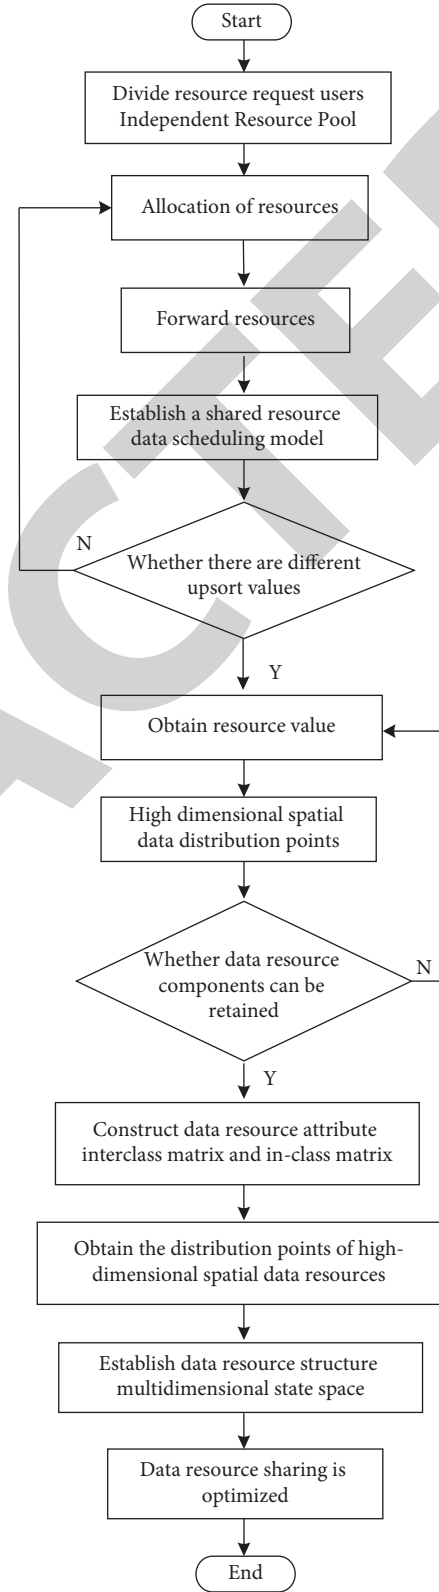 Start
Divide resource request users
Independent Resource Pool
Allocation of resources
Forward resources
Establish a shared resource
data scheduling model
N
Whether there are different
upsort values
Y
Obtain resource value
High dimensional spatial
data distribution points
Whether data resource
components can be
retained
N
Y
Construct data resource attribute
interclass matrix and in-class matrix
Obtain the distribution points of high-
dimensional spatial data resources
Establish data resource structure
multidimensional state space
Data resource sharing is
optimized
End